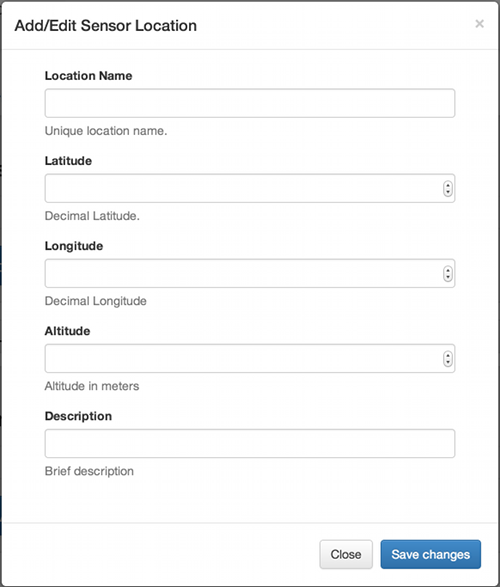 Add/Edit Sensor Location ×
Location Name
Unique location name.
Latitude
Decimal Latitude.
Longitude
Decimal Longitude
Altitude
Altitude in meters
Description
Brief description
Close Save changes